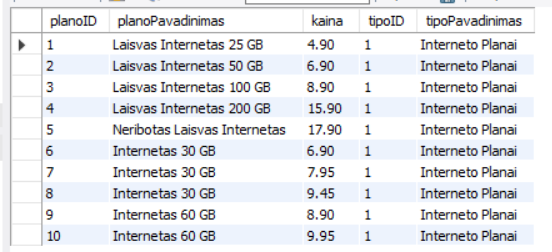 planoID planoPavadinimas kaina tipoID tipoPavadinimas
1 Laisvas Internetas 25 GB 4.90 1 Interneto Planai
2 Laisvas Internetas 50 GB 6.90 1 Interneto Planai
3 Laisvas Internetas 100 GB 8.90 1 Interneto Planai
4 Laisvas Internetas 200 GB 15.90 1 Interneto Planai
5 Neribotas Laisvas Internetas 17.90 1 Interneto Planai
6 Internetas 30 GB 6.90 1 Interneto Planai
7 Internetas 30 GB 7.95 1 Interneto Planai
8 Internetas 30 GB 9.45 1 Interneto Planai
9 Internetas 60 GB 8.90 1 Interneto Planai
10 Internetas 60 GB 9.95 1 Interneto Planai